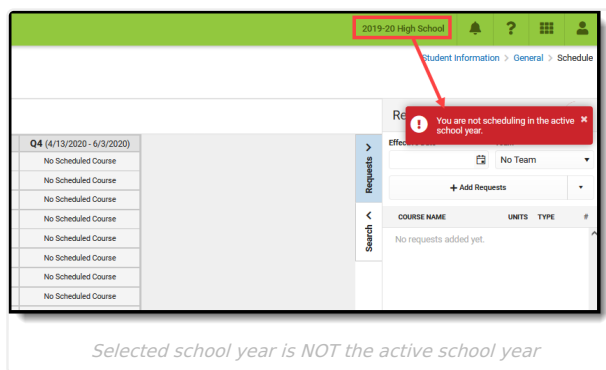 2019-20 High School
?
Student Information > General > Schedule
Re
You are not scheduling in the active
school year.
×
Q4 (4/13/2020 - 6/3/2020)
No Team
No Scheduled Course
No Scheduled Course
No Scheduled Course
No Scheduled Course
No Scheduled Course
No Scheduled Course
No Scheduled Course
No Scheduled Course
Requests
Search
+ Add Requests
COURSE NAME UNITS TYPE #
No requests added yet.
Selected school year is NOT the active school year